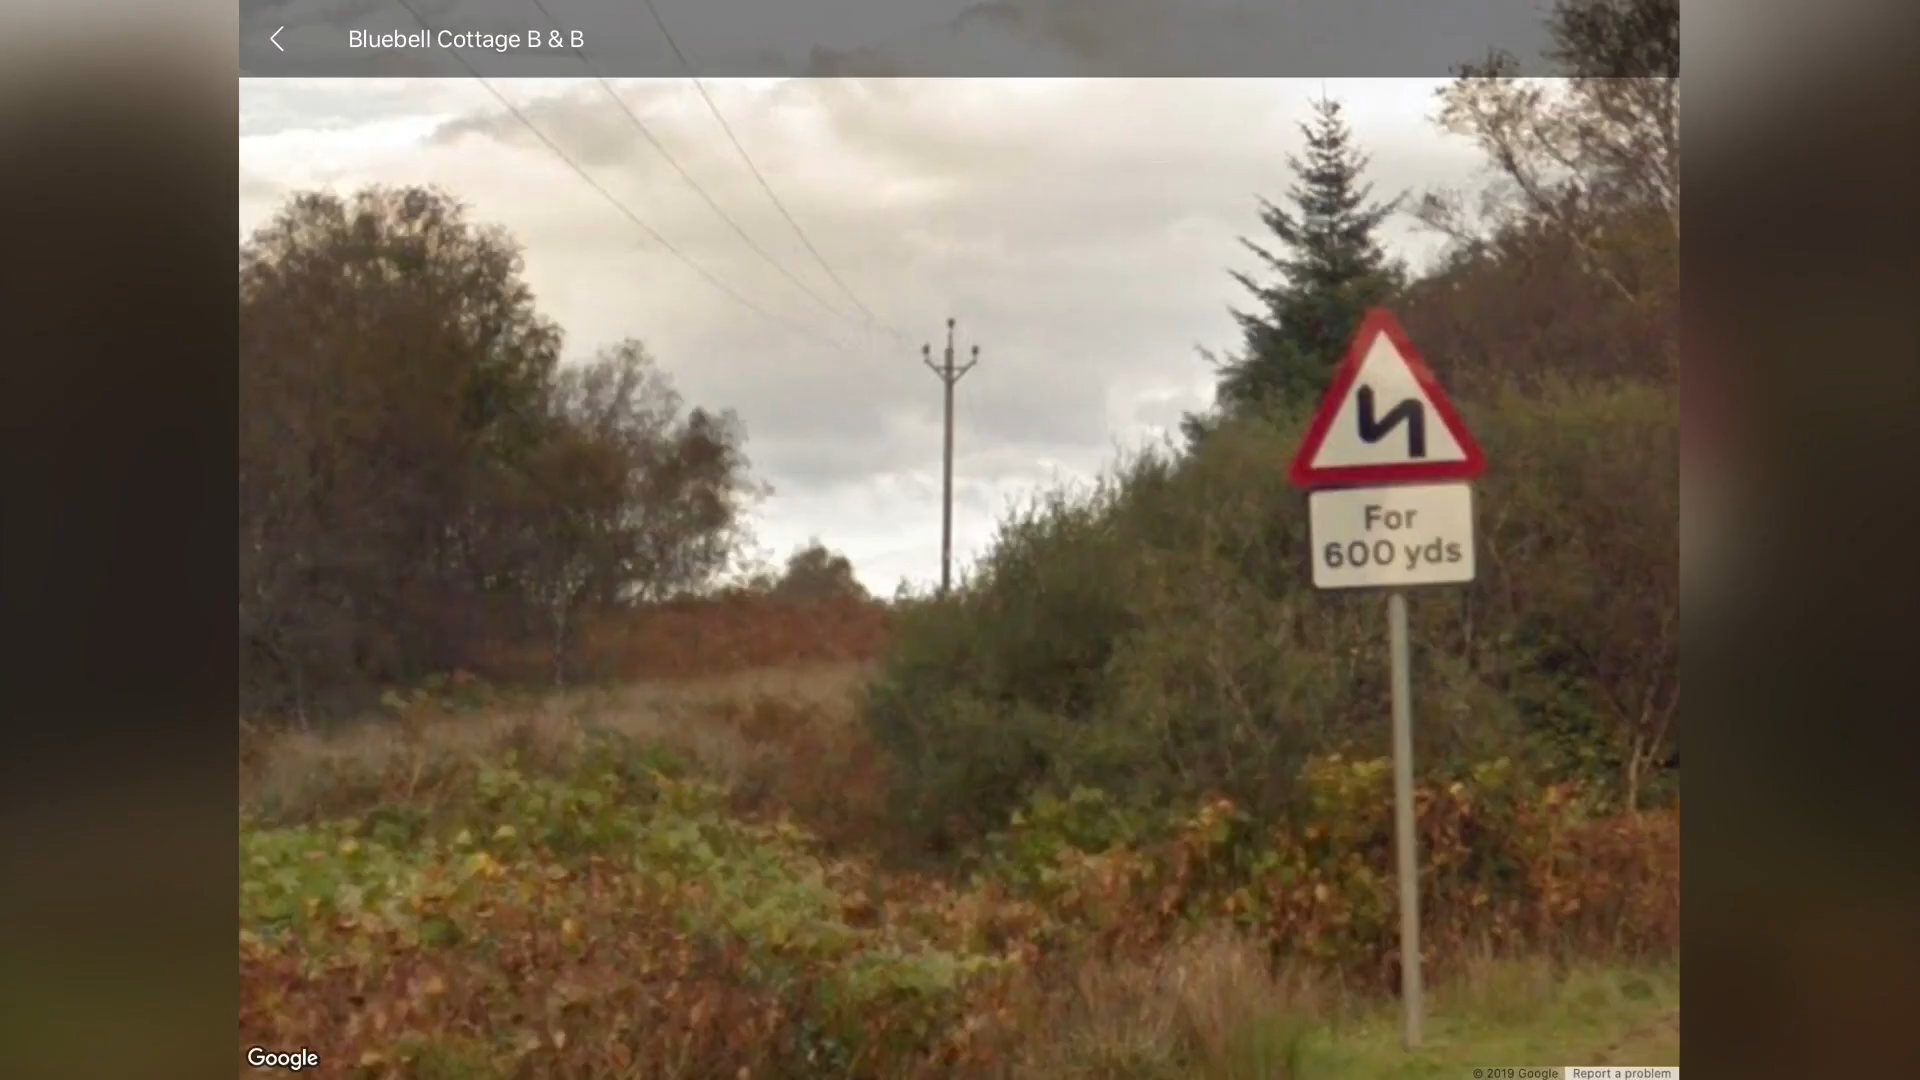 Bluebell Cottage B & B
For
600 yds
Google
© 2019 Google
Report a problem